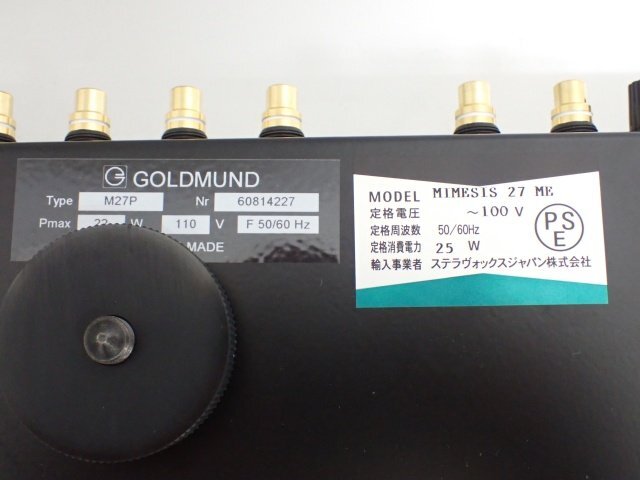 GOLDMUND
Type M27P Nr 60814227
Pmax 22 W 110 V F 50/60 Hz
MADE
MODEL MIMESIS 27 ME
定格電圧 ～100 V
定格周波数 50/60Hz
定格消費電力 25 W
輸入事業者 ステラヴォックスジャパン株式会社
PSE